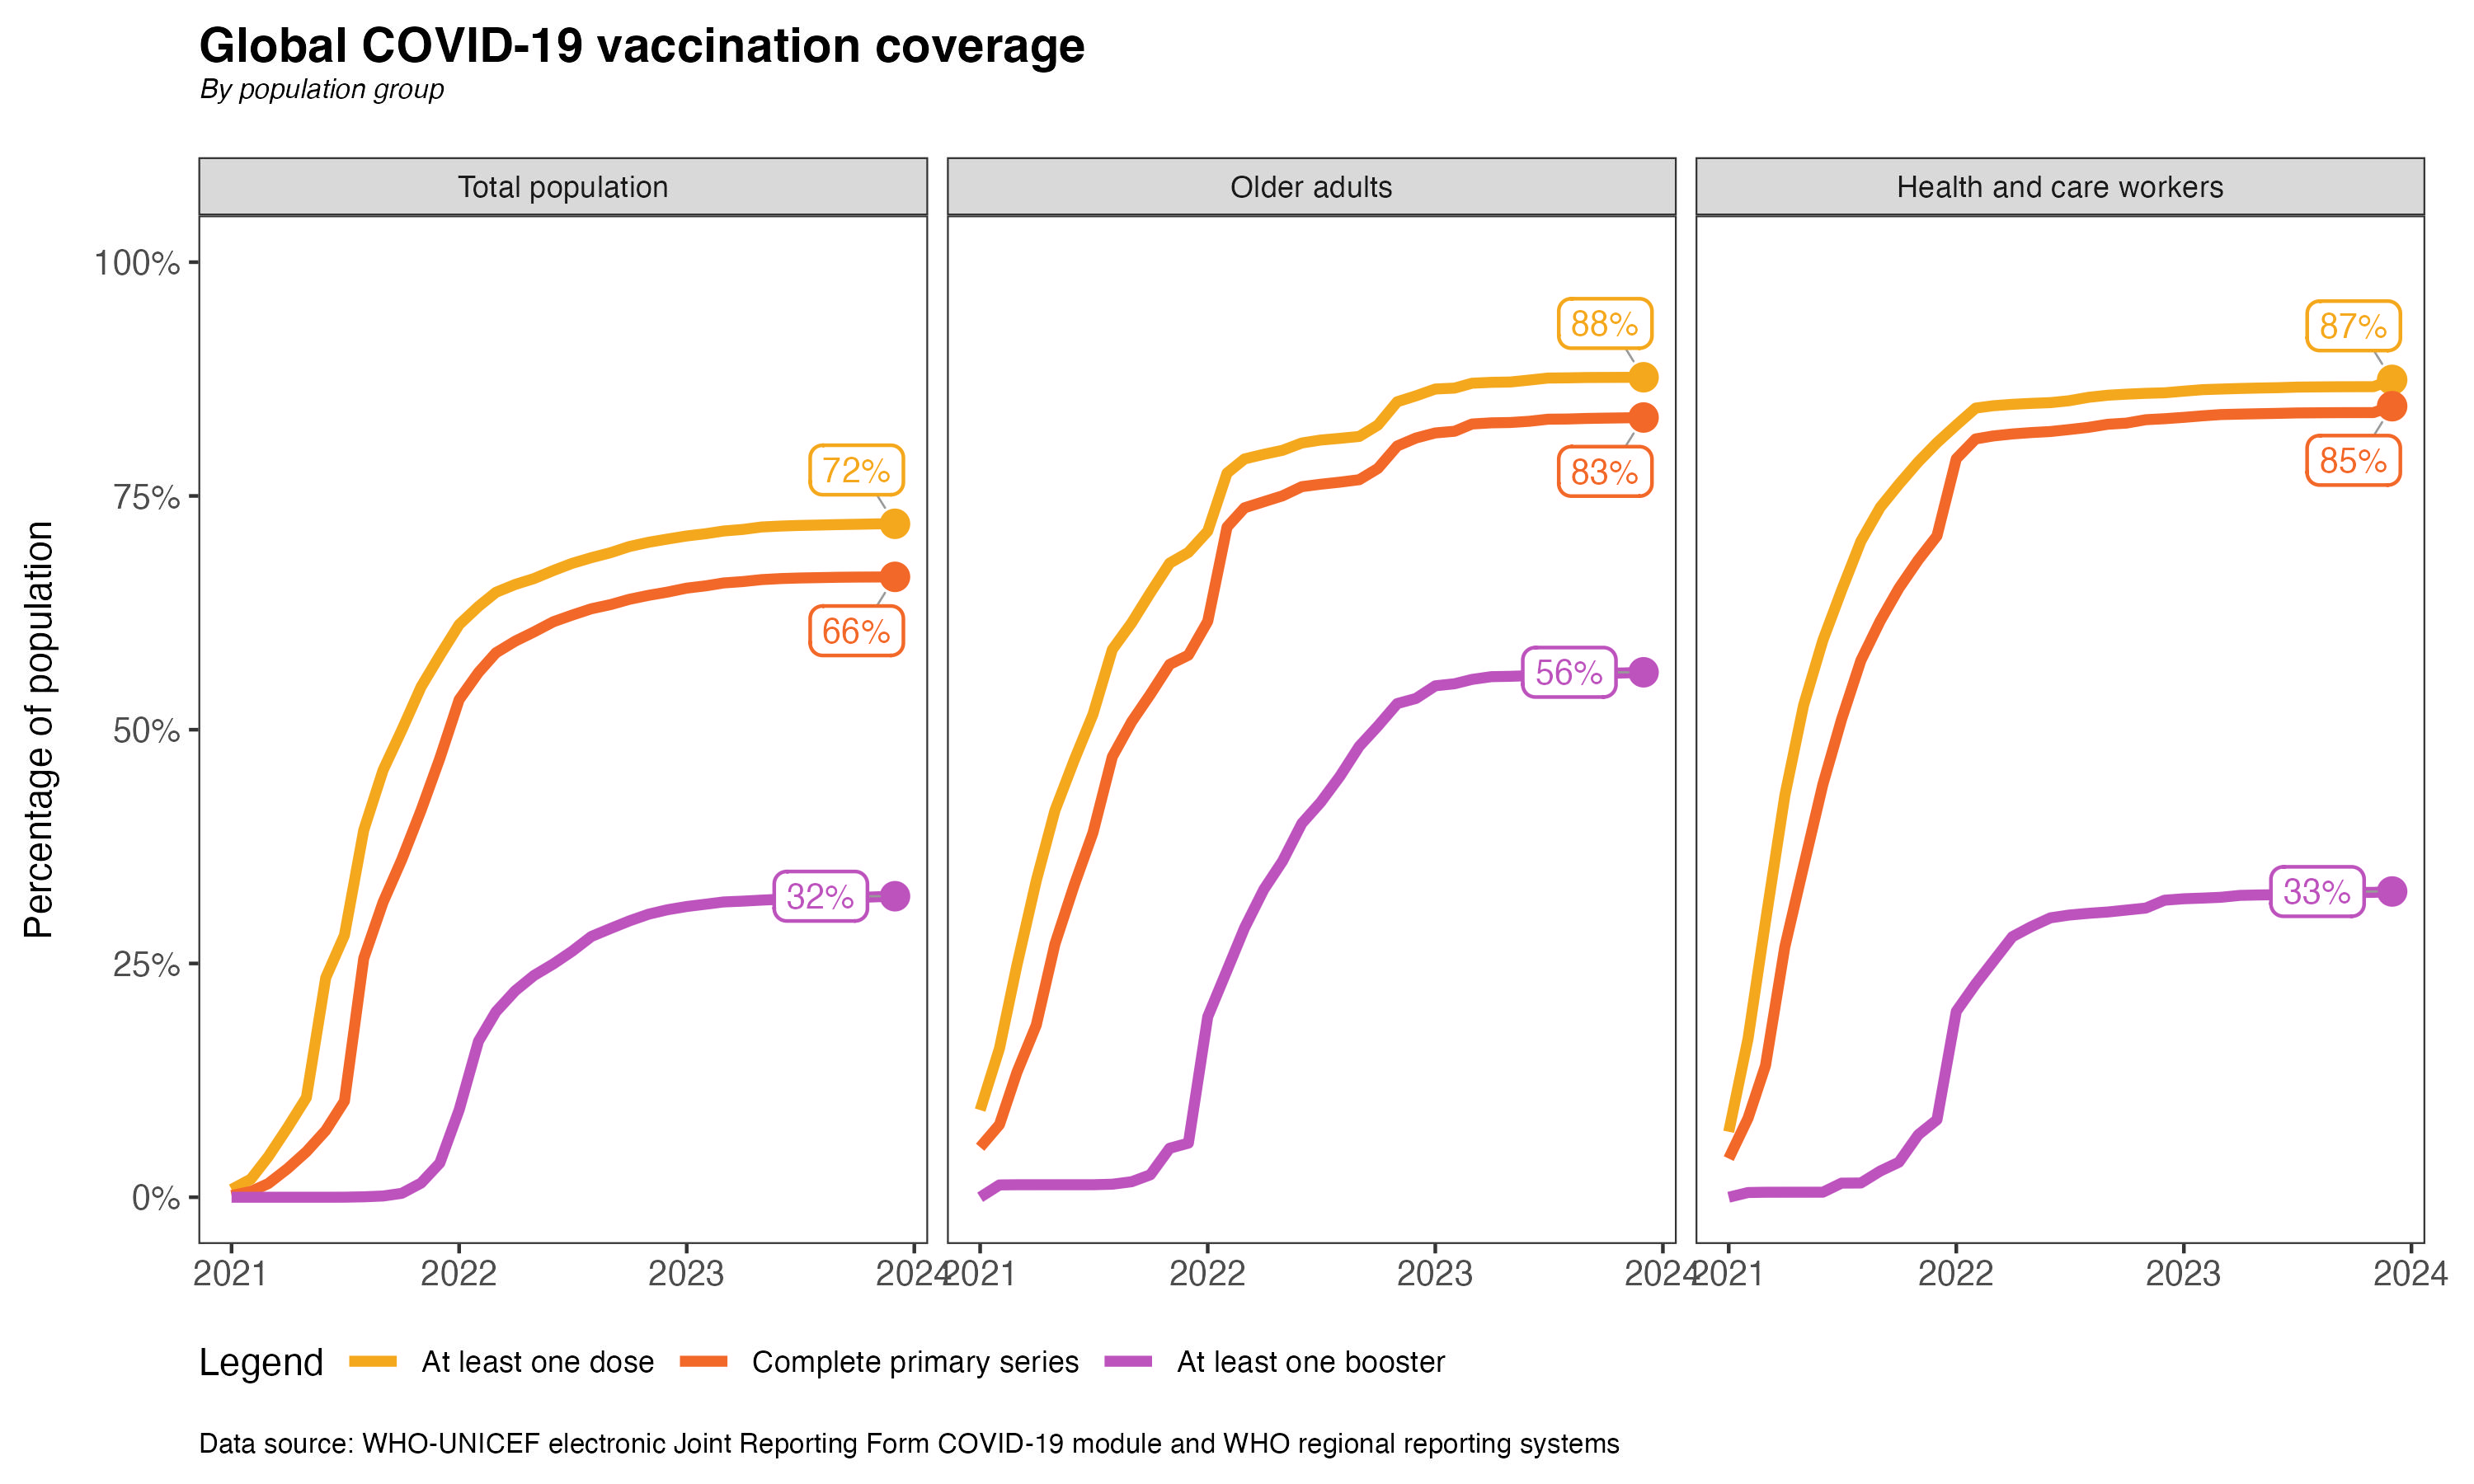 Global COVID-19 vaccination coverage
By population group
Total population
Older adults
Health and care workers
Percentage of population
100%
75%
50%
25%
0%
72%
66%
32%
88%
83%
56%
87%
85%
33%
2021 2022 2023 2024
2021 2022 2023 2024
2021 2022 2023 2024
Legend At least one dose Complete primary series At least one booster
Data source: WHO-UNICEF electronic Joint Reporting Form COVID-19 module and WHO regional reporting systems